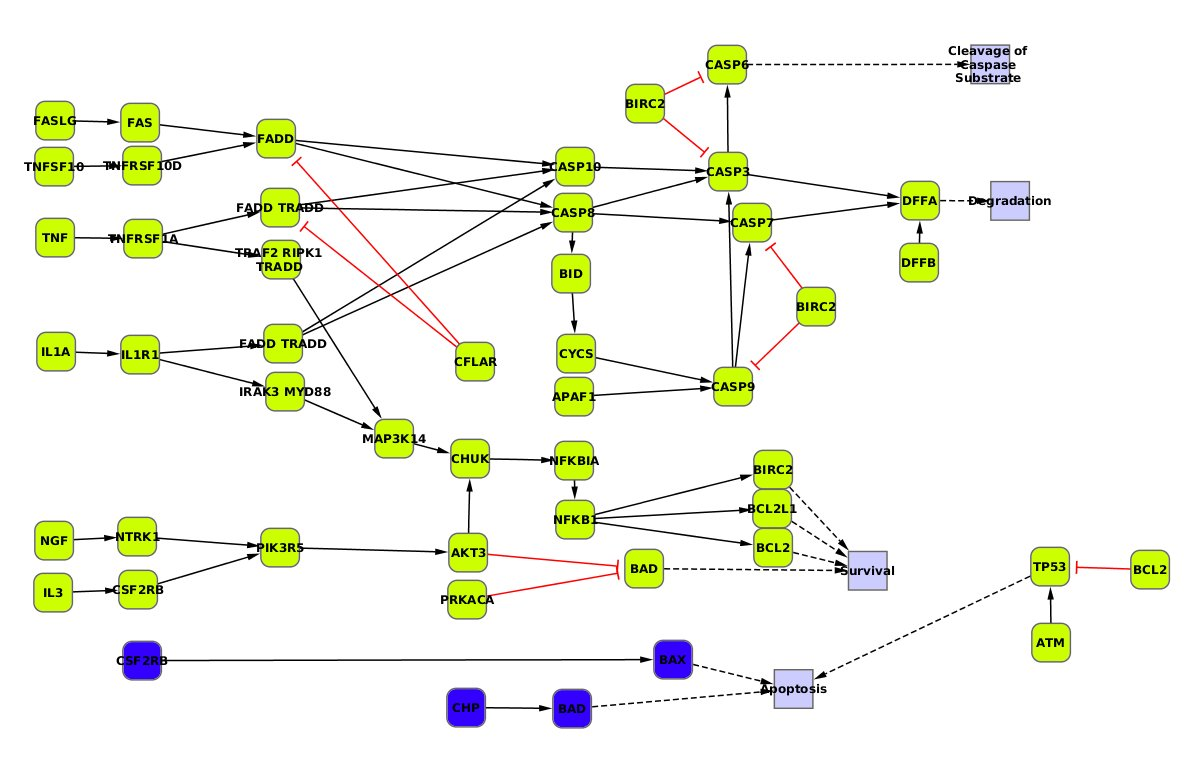 Cleavage of
Caspase
Substrate
CASP6
BIRC2
FASLG
FAS
FADD
TNFSF10
TNFRSF10D
CASP10
CASP3
DFFA
Degradation
FADD TRADD
CASP8
CASP7
TNF
TNFRSF1A
TRAF2 RIPK1
TRADD
BID
DFFB
BIRC2
IL1A
IL1R1
FADD TRADD
CFLAR
CYCS
IRAK3 MYD88
APAF1
CASP9
MAP3K14
CHUK
NFKBIA
BIRC2
BCL2L1
NFKB1
BCL2
NGF
NTRK1
PIK3R5
AKT3
BAD
Survival
TP53
BCL2
IL3
CSF2RB
PRKACA
ATM
CSF2RB
BAX
Apoptosis
CHP
BAD